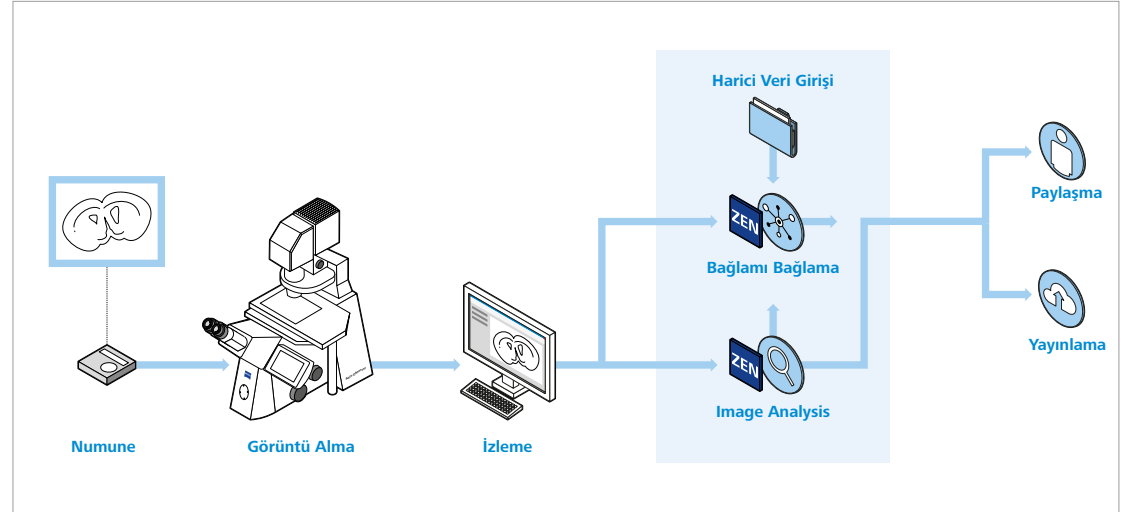 Harici Veri Girişi
ZEN
Bağlamı Bağlama
ZEN
Image Analysis
Paylaşma
Yayınlama
Numune
Görüntü Alma
İzleme